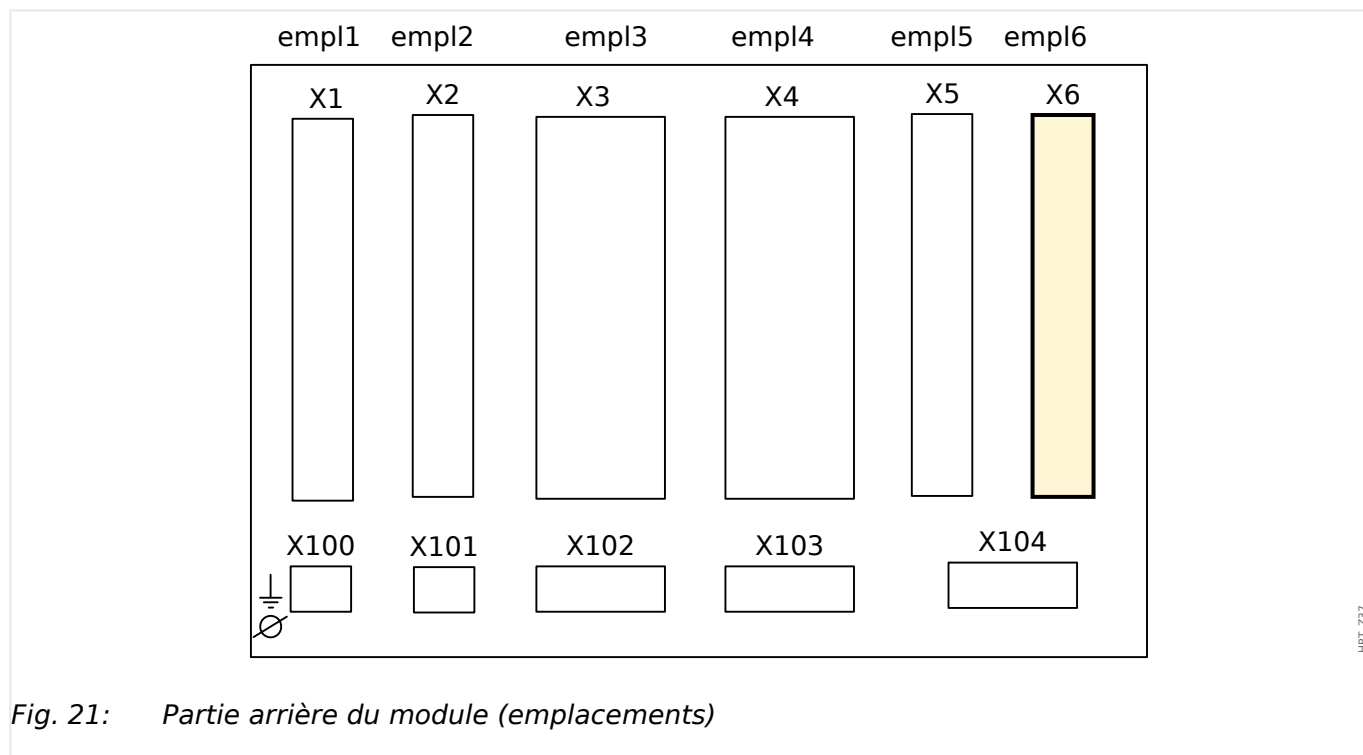 empl1 empl2 empl3 empl4 empl5 empl6
X1 X2 X3 X4 X5 X6
X100 X101 X102 X103 X104
Fig. 21: Partie arrière du module (emplacements)